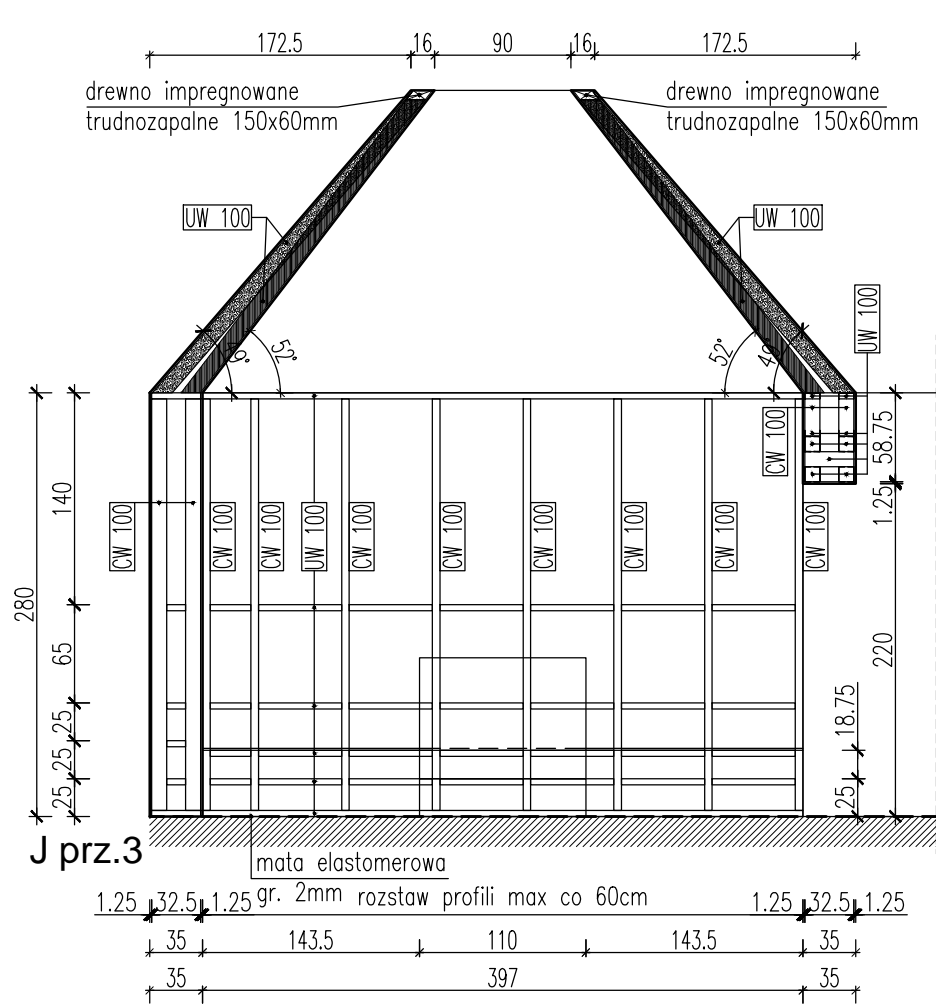 172.5 16 90 16 172.5
drewno impregnowane
trudnozapalne 150x60mm
drewno impregnowane
trudnozapalne 150x60mm
UW 100
UW 100
49°
52°
52°
49°
UW 100
CW 100
58.75
1.25
220
18.75
25
280
140
65
25
25
25
CW 100
CW 100
CW 100
UW 100
CW 100
CW 100
CW 100
CW 100
CW 100
CW 100
J prz.3
mata elastomerowa
gr. 2mm
rozstaw profili max co 60cm
1.25 32.5 1.25 1.25 32.5 1.25
35 143.5 110 143.5 35
35 397 35